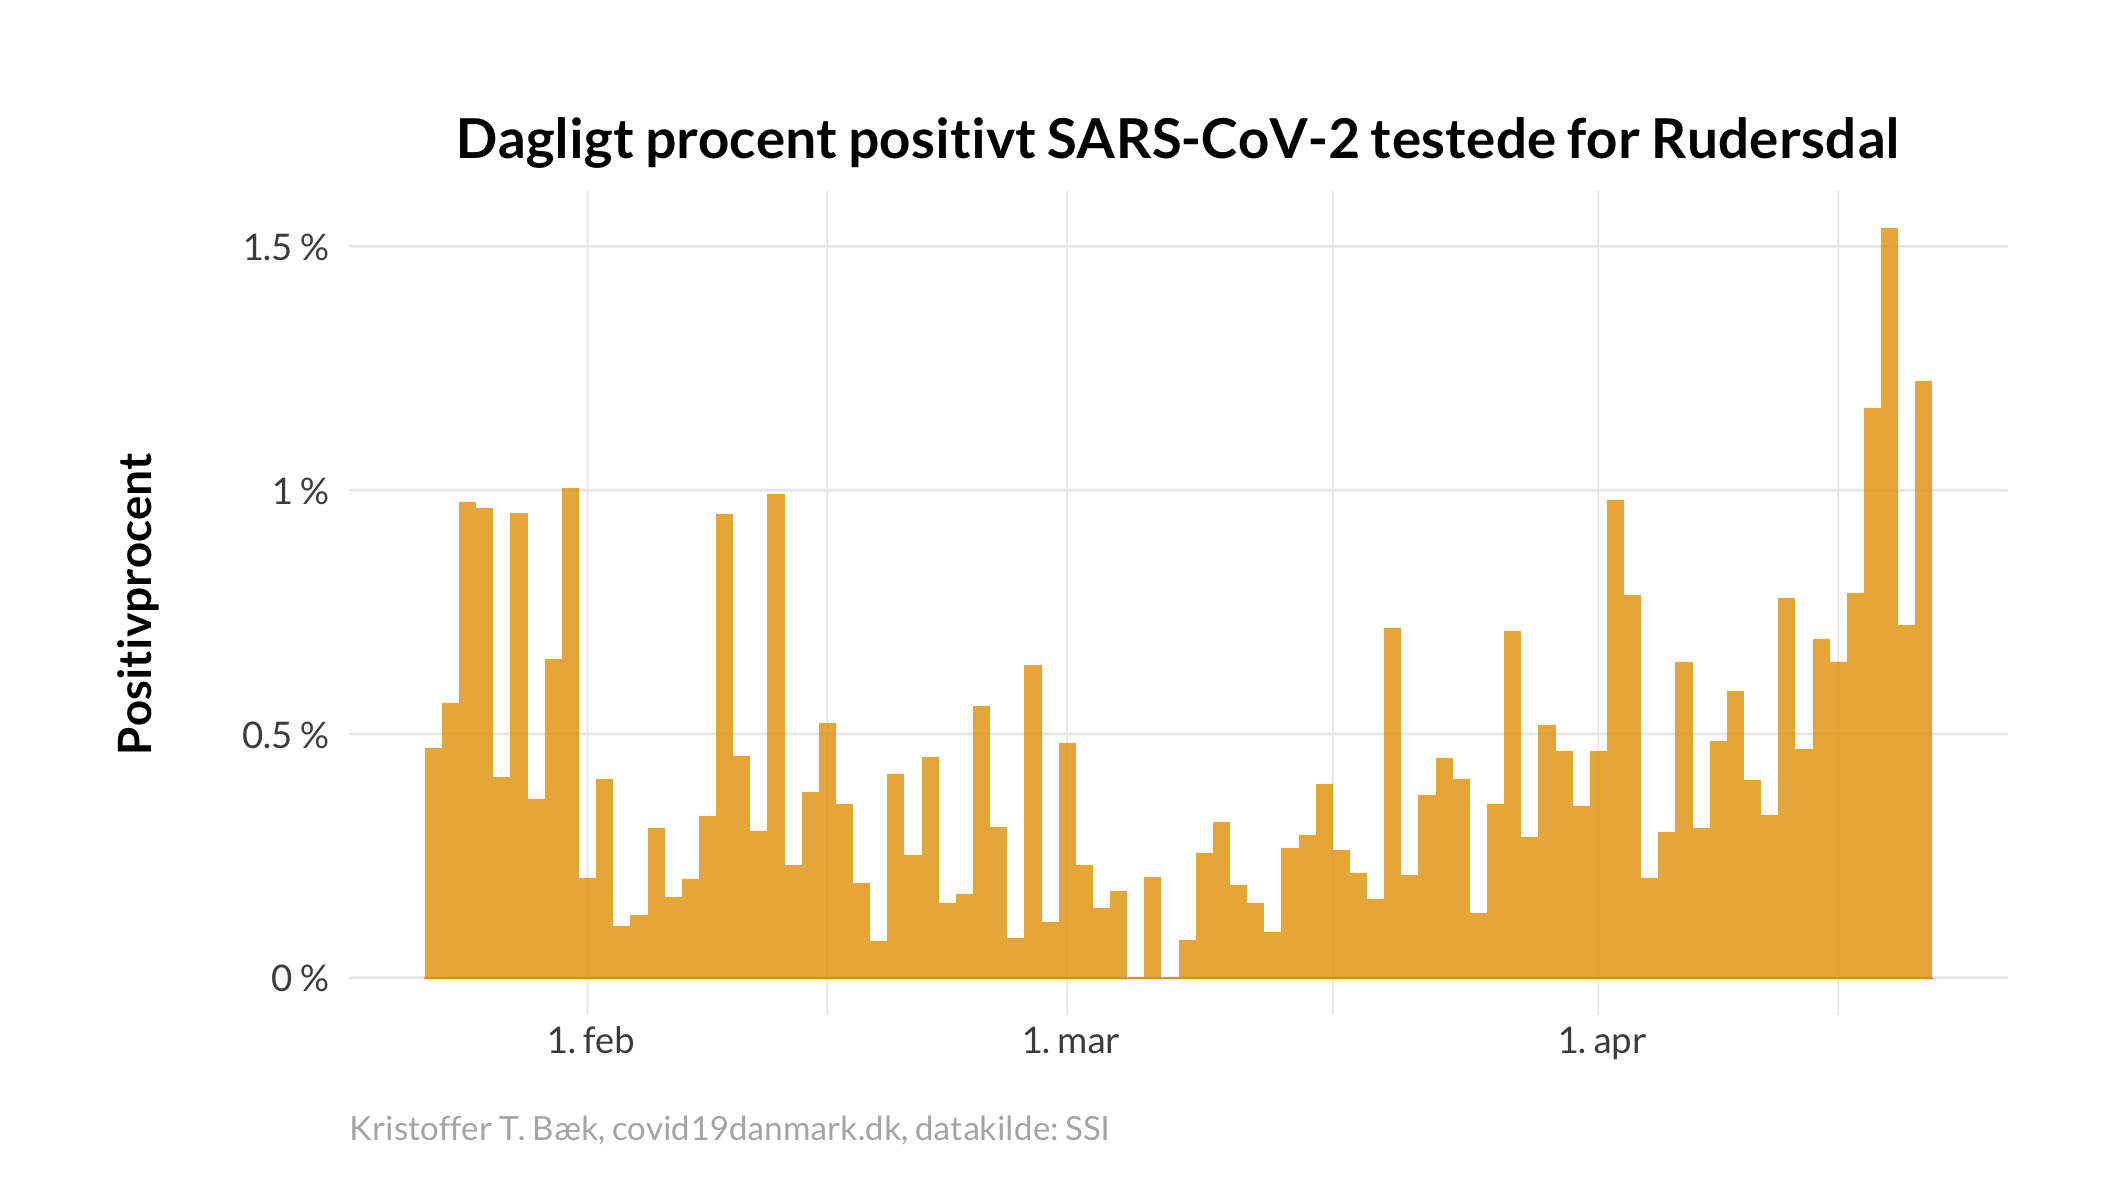 Dagligt procent positivt SARS-CoV-2 testede for Rudersdal
Positivprocent
1.5 %
1 %
0.5 %
0 %
1. feb
1. mar
1. apr
Kristoffer T. Bæk, covid19danmark.dk, datakilde: SSI